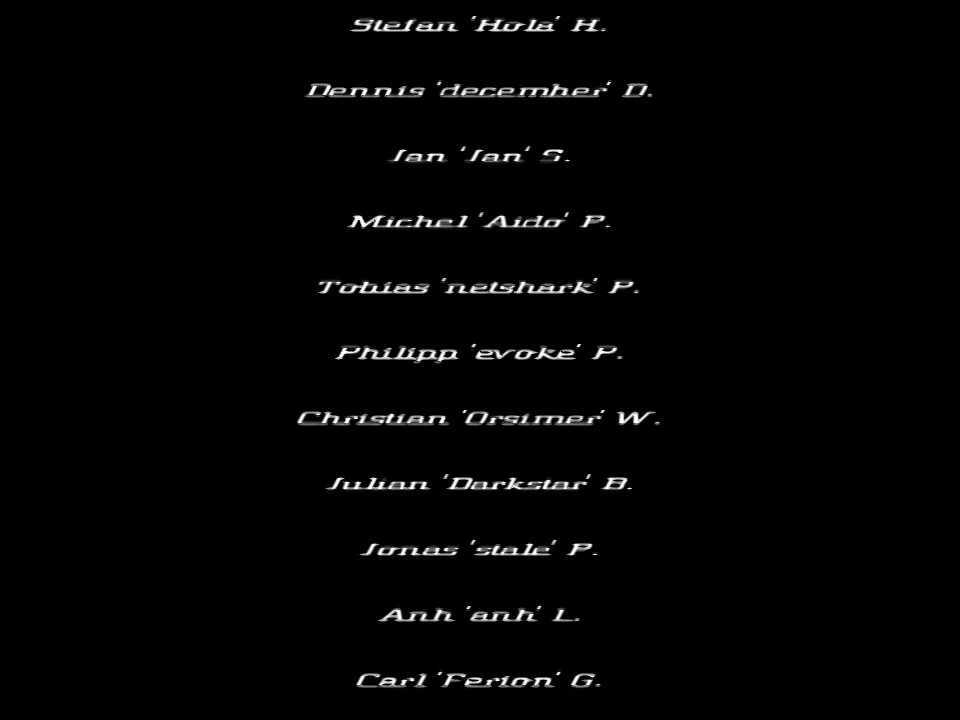 Stefan 'Hola' H.
Dennis 'december' D.
Jan 'Jan' S.
Michel 'Aido' P.
Tobias 'netshark' P.
Philipp 'evoke' P.
Christian 'Orsimer' W.
Julian 'Darkstar' B.
Jonas 'stale' P.
Anh 'anh' L.
Carl 'Ferion' G.